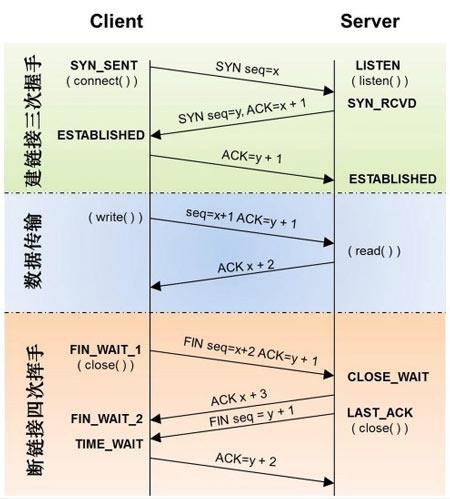 Client
Server
建链接三次握手
SYN_SENT
( connect( ) )
SYN seq=x
LISTEN
( listen( ) )
SYN seq=y, ACK=x + 1
SYN_RCVD
ESTABLISHED
ACK=y + 1
ESTABLISHED
数据传输
( write( ) )
seq=x+1 ACK=y + 1
( read( ) )
ACK x + 2
断链接四次挥手
FIN_WAIT_1
( close( ) )
FIN seq=x+2 ACK=y + 1
CLOSE_WAIT
ACK x + 3
FIN_WAIT_2
FIN seq = y + 1
LAST_ACK
( close( ) )
TIME_WAIT
ACK=y + 2